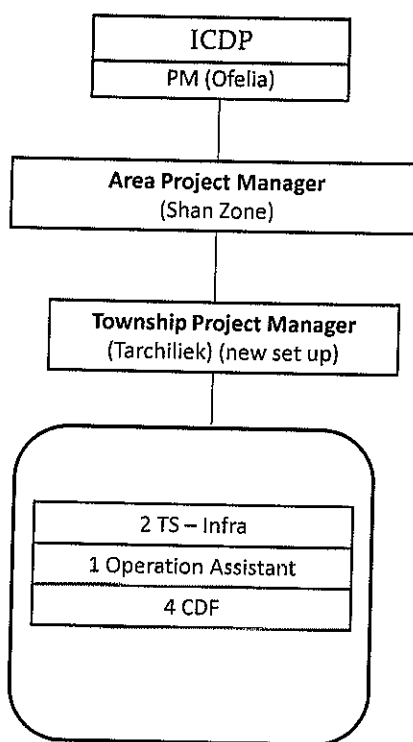 ICDP
PM (Ofelia)
Area Project Manager
(Shan Zone)
Township Project Manager
(Tarchiliek) (new set up)
2 TS – Infra
1 Operation Assistant
4 CDF